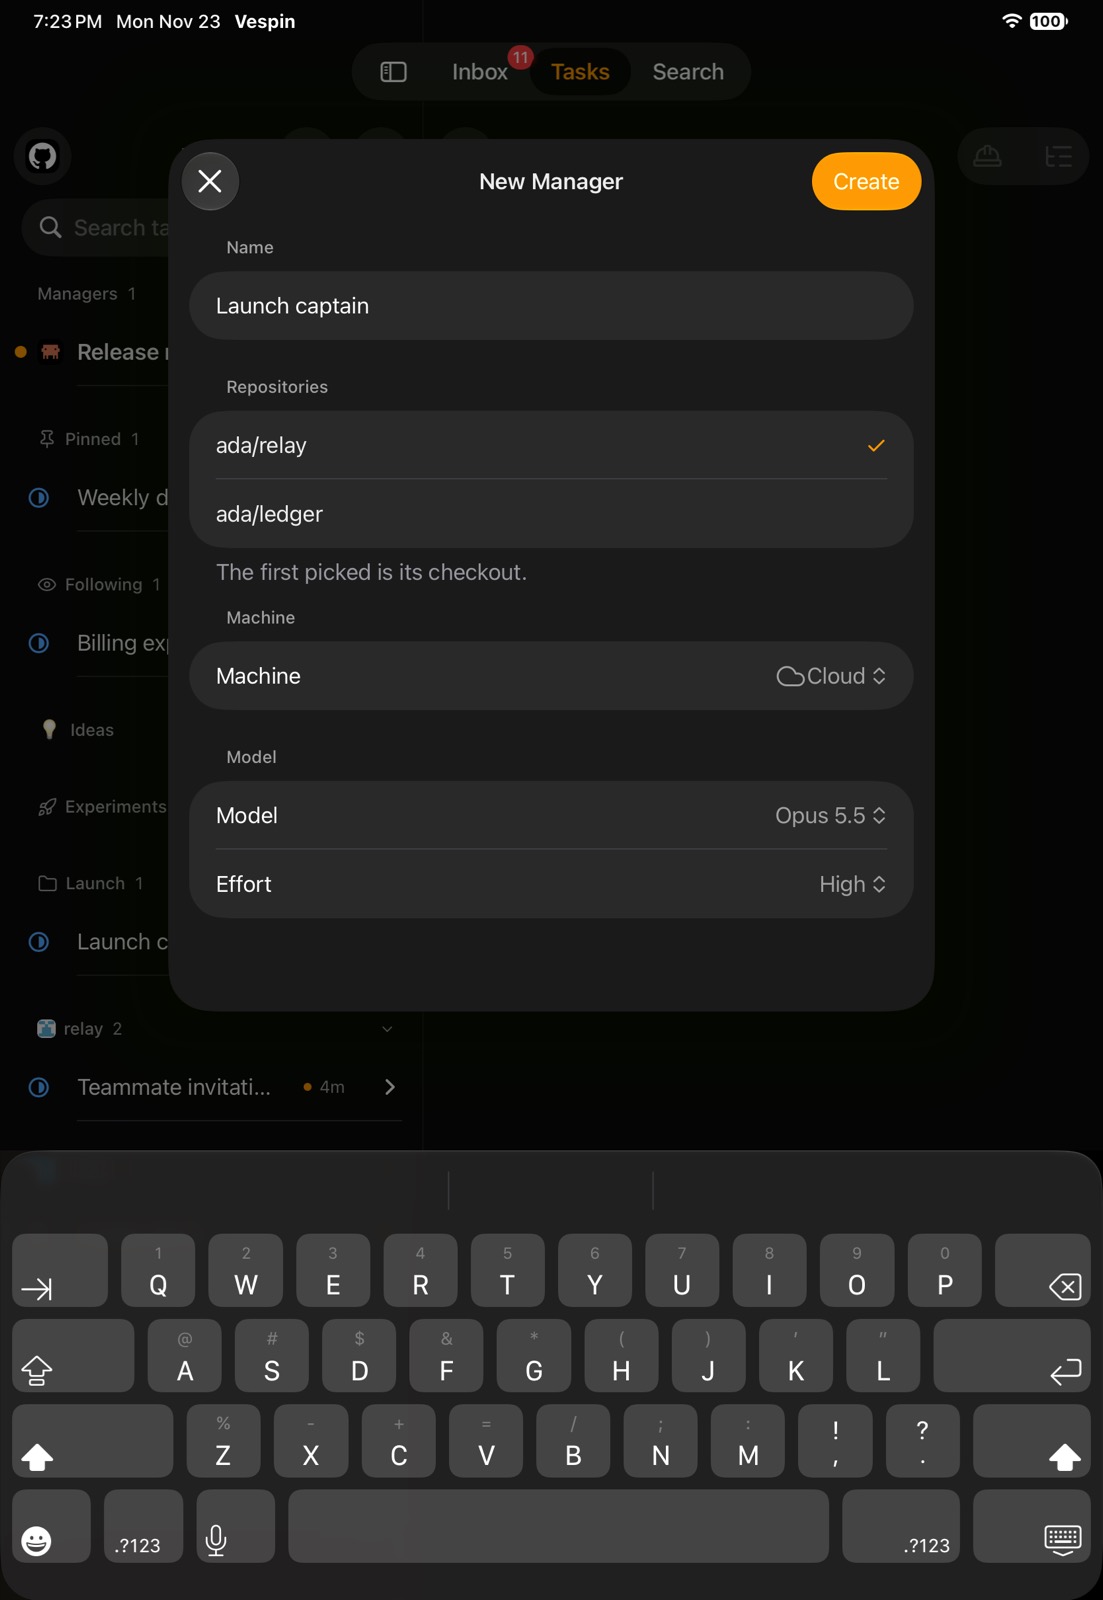 7:23 PM Mon Nov 23 Vespin
100
Inbox 11 Tasks Search
New Manager
Create
Search
Name
Launch captain
Managers 1
Release
Repositories
ada/relay
ada/ledger
The first picked is its checkout.
Pinned 1
Weekly
Following 1
Billing
Machine
Machine Cloud
Ideas
Model
Model Opus 5.5
Effort High
Experiments
Launch 1
Launch
relay 2
Teammate invitati... 4m
1 2 3 4 5 6 7 8 9 0
Q W E R T Y U I O P
@ # $ & * ( ) ' "
A S D F G H J K L
% - + = / ; : ! ?
Z X C V B N M , .
.?123 .?123